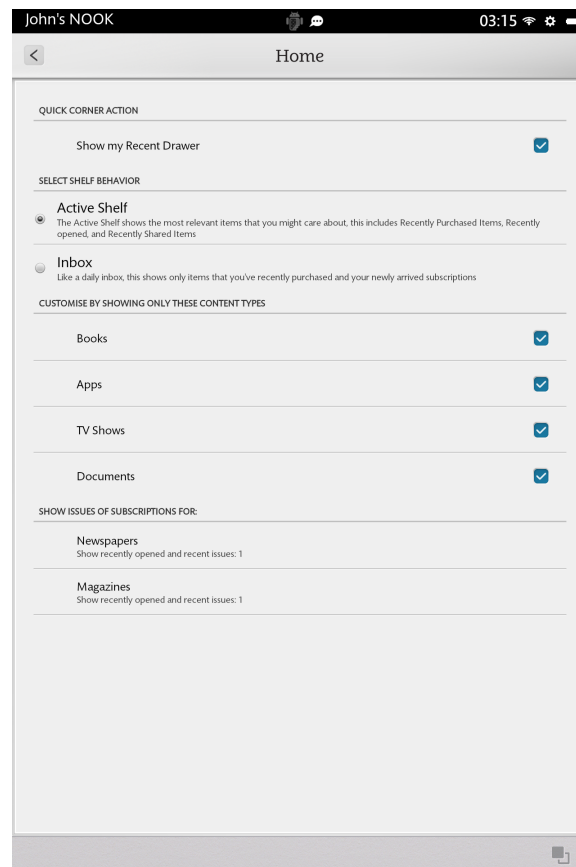 John's NOOK 03:15
Home
QUICK CORNER ACTION
Show my Recent Drawer
SELECT SHELF BEHAVIOR
Active Shelf
The Active Shelf shows the most relevant items that you might care about, this includes Recently Purchased Items, Recently
opened, and Recently Shared Items
Inbox
Like a daily inbox, this shows only items that you've recently purchased and your newly arrived subscriptions
CUSTOMISE BY SHOWING ONLY THESE CONTENT TYPES
Books
Apps
TV Shows
Documents
SHOW ISSUES OF SUBSCRIPTIONS FOR:
Newspapers
Show recently opened and recent issues: 1
Magazines
Show recently opened and recent issues: 1